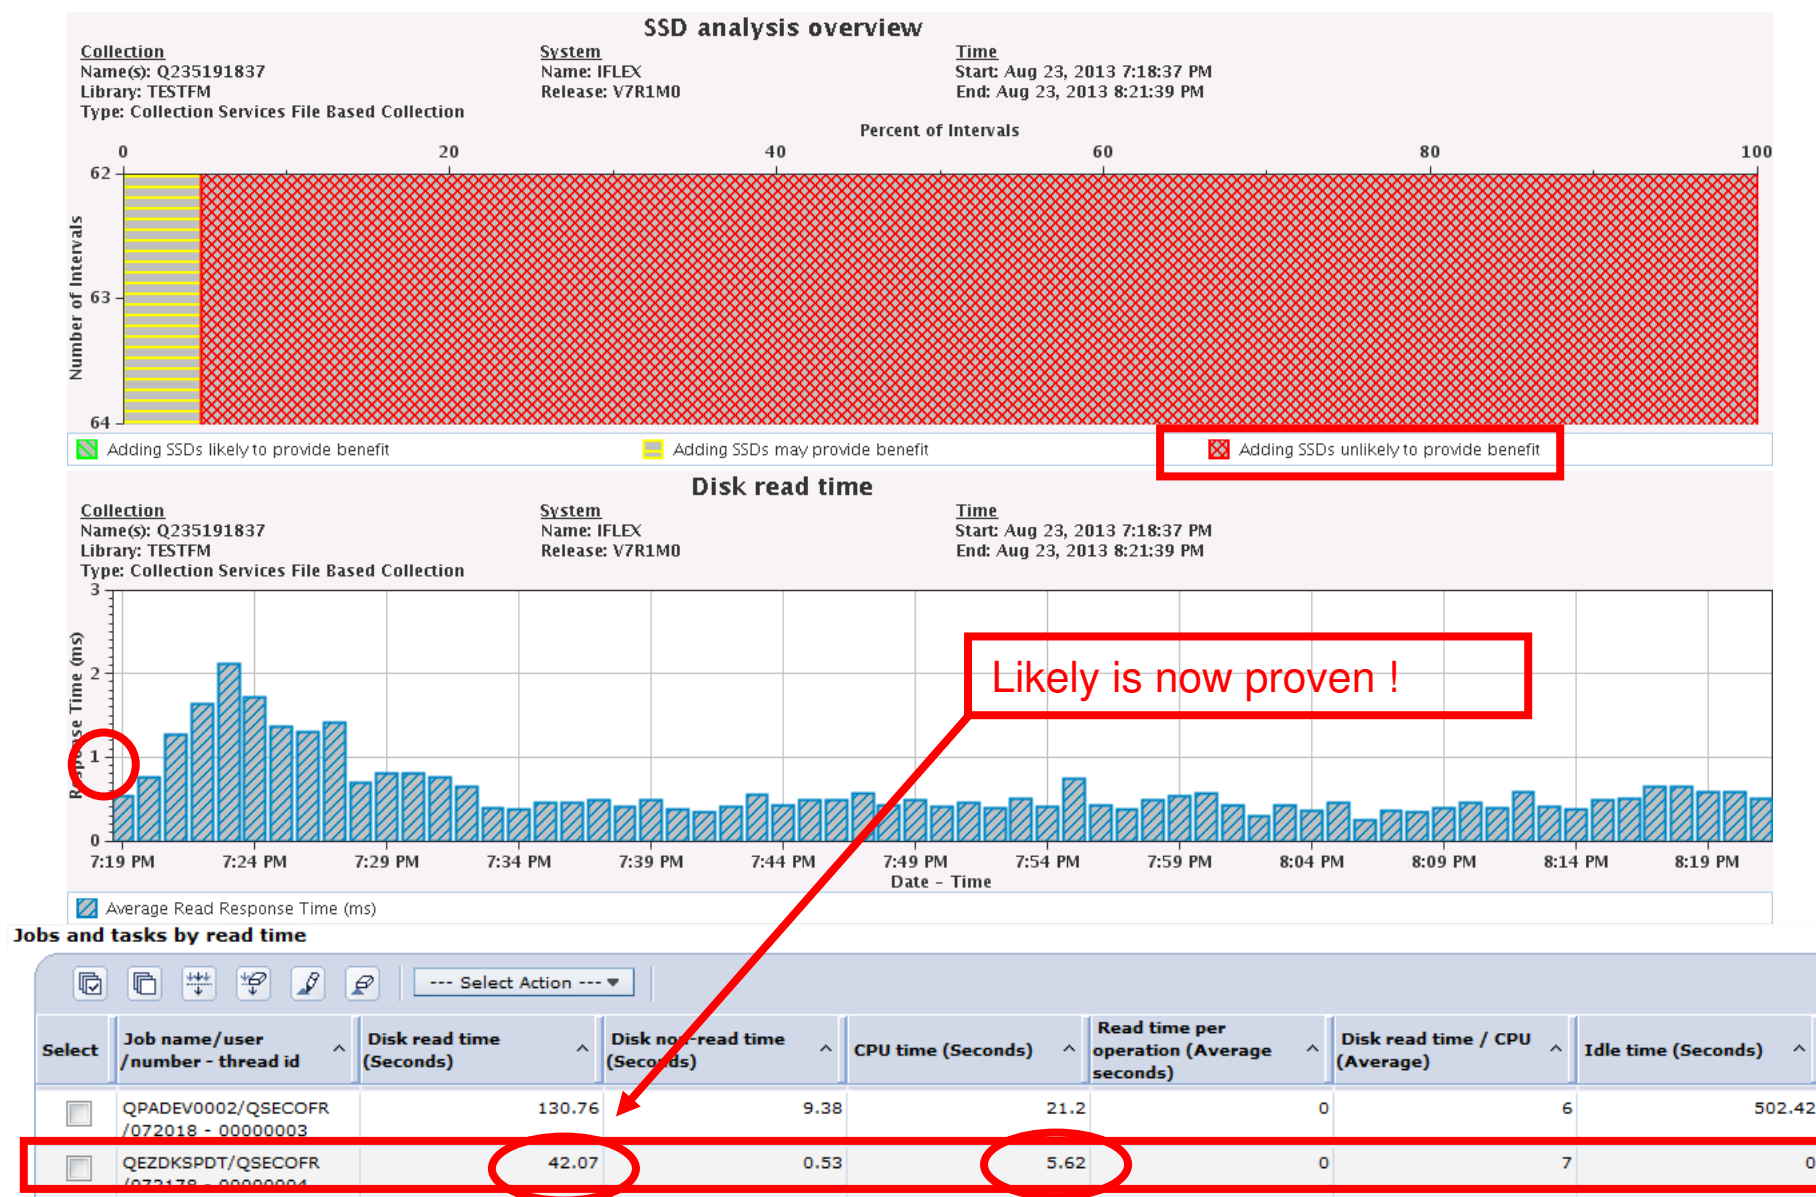 SSD analysis overview
Collection
Name(s): Q235191837
Library: TESTFM
Type: Collection Services File Based Collection
System
Name: IFLEX
Release: V7R1M0
Time
Start: Aug 23, 2013 7:18:37 PM
End: Aug 23, 2013 8:21:39 PM
Percent of Intervals
0 20 40 60 80 100
62
63
64
Number of Intervals
Adding SSDs likely to provide benefit
Adding SSDs may provide benefit
Adding SSDs unlikely to provide benefit
Disk read time
Collection
Name(s): Q235191837
Library: TESTFM
Type: Collection Services File Based Collection
System
Name: IFLEX
Release: V7R1M0
Time
Start: Aug 23, 2013 7:18:37 PM
End: Aug 23, 2013 8:21:39 PM
3
2
1
0
Response Time (ms)
Likely is now proven !
7:19 PM 7:24 PM 7:29 PM 7:34 PM 7:39 PM 7:44 PM 7:49 PM 7:54 PM 7:59 PM 8:04 PM 8:09 PM 8:14 PM 8:19 PM
Date - Time
Average Read Response Time (ms)
Jobs and tasks by read time
--- Select Action ---
Select
Job name/user
/number - thread id
Disk read time
(Seconds)
Disk non-read time
(Seconds)
CPU time (Seconds)
Read time per
operation (Average
seconds)
Disk read time / CPU
(Average)
Idle time (Seconds)
QPADEV0002/QSECOFR
/072018 - 00000003
130.76 9.38 21.2 0 6 502.42
QEZDKSPDT/QSECOFR
/072178 - 00000004
42.07 0.53 5.62 0 7 0